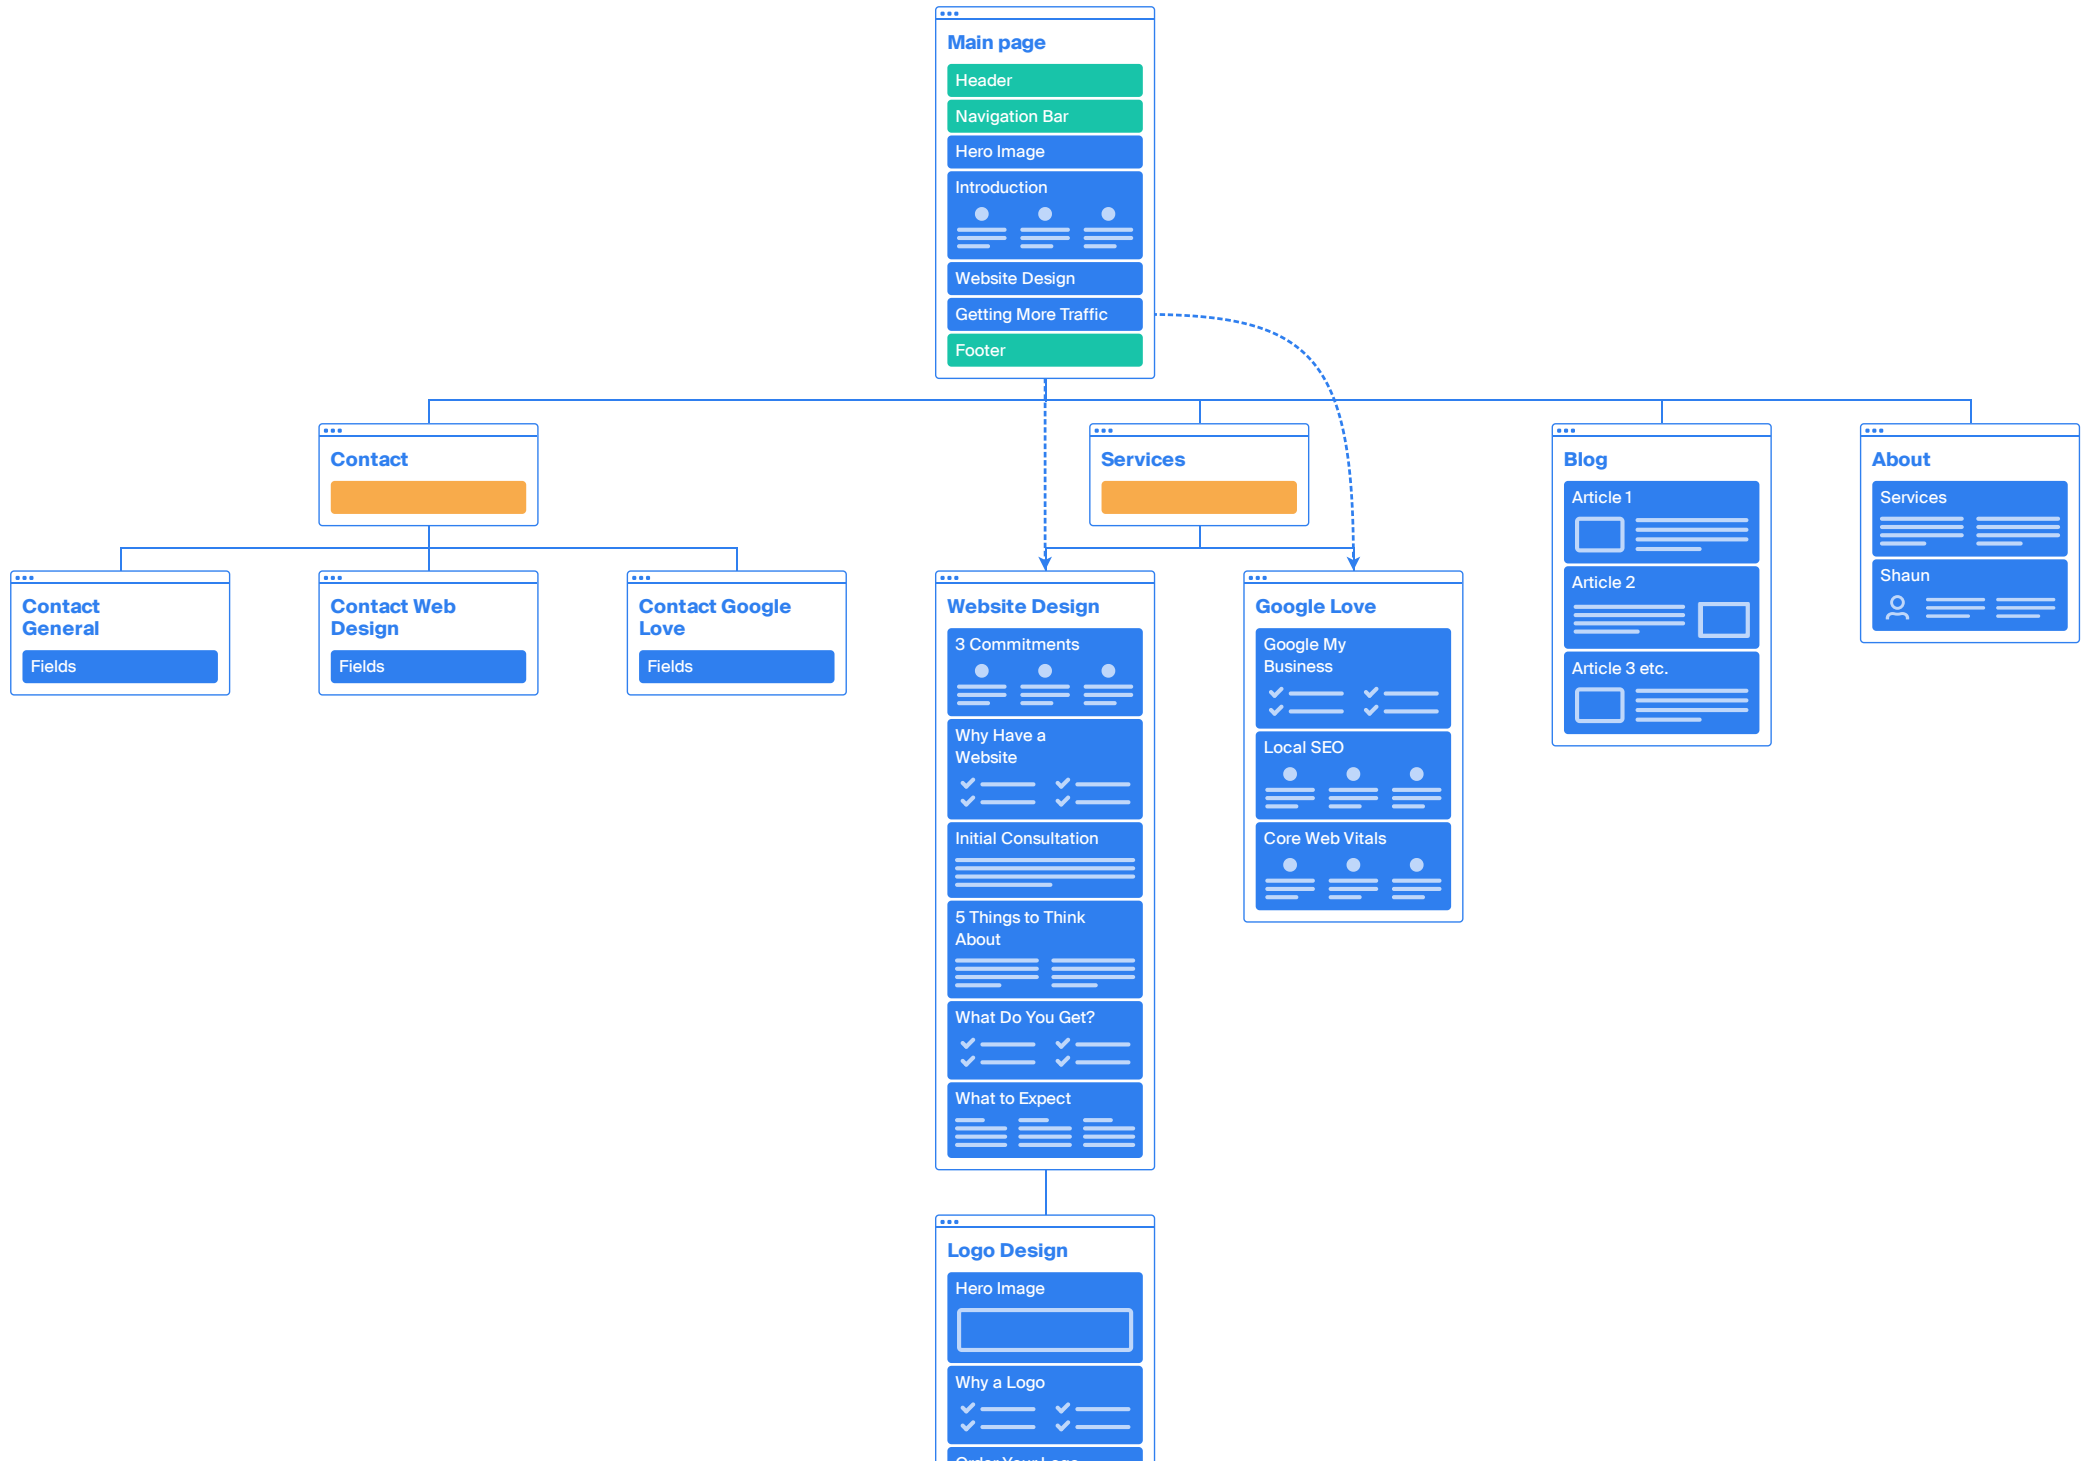 Main page
Header
Navigation Bar
Hero Image
Introduction
Website Design
Getting More Traffic
Footer
Contact
Services
Blog
Article 1
Article 2
Article 3 etc.
About
Services
Shaun
Contact
General
Fields
Contact Web
Design
Fields
Contact Google
Love
Fields
Website Design
3 Commitments
Why Have a
Website
Initial Consultation
5 Things to Think
About
What Do You Get?
What to Expect
Google Love
Google My
Business
Local SEO
Core Web Vitals
Logo Design
Hero Image
Why a Logo
Order Your Logo